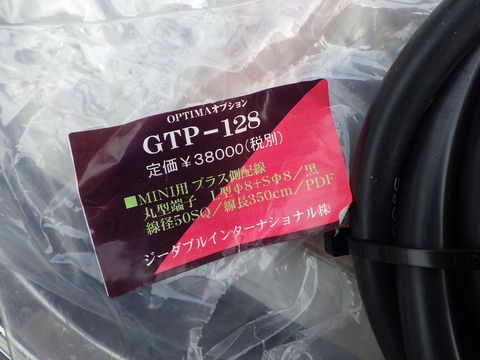 OPTIMAオプション
GTP-128
定価¥38000(税別)
■MINI用 プラス側配線
丸型端子 L型φ8+Sφ8/黒
線径50SQ/線長350cm/PDF
ジーダブルインターナショナル㈱